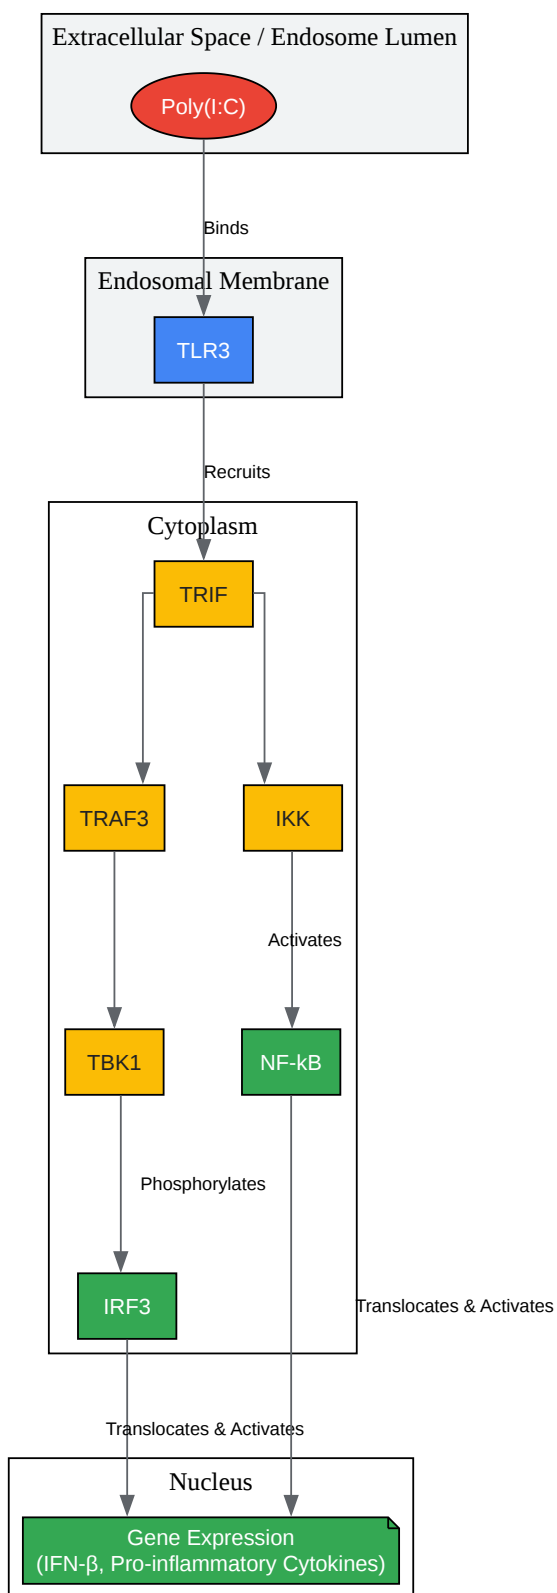 Extracellular Space / Endosome Lumen
Poly(I:C)
Binds
Endosomal Membrane
TLR3
Recruits
Cytoplasm
TRIF
TRAF3
IKK
Activates
TBK1
NF-kB
Phosphorylates
IRF3
Translocates & Activates
Translocates & Activates
Nucleus
Gene Expression
(IFN-β, Pro-inflammatory Cytokines)